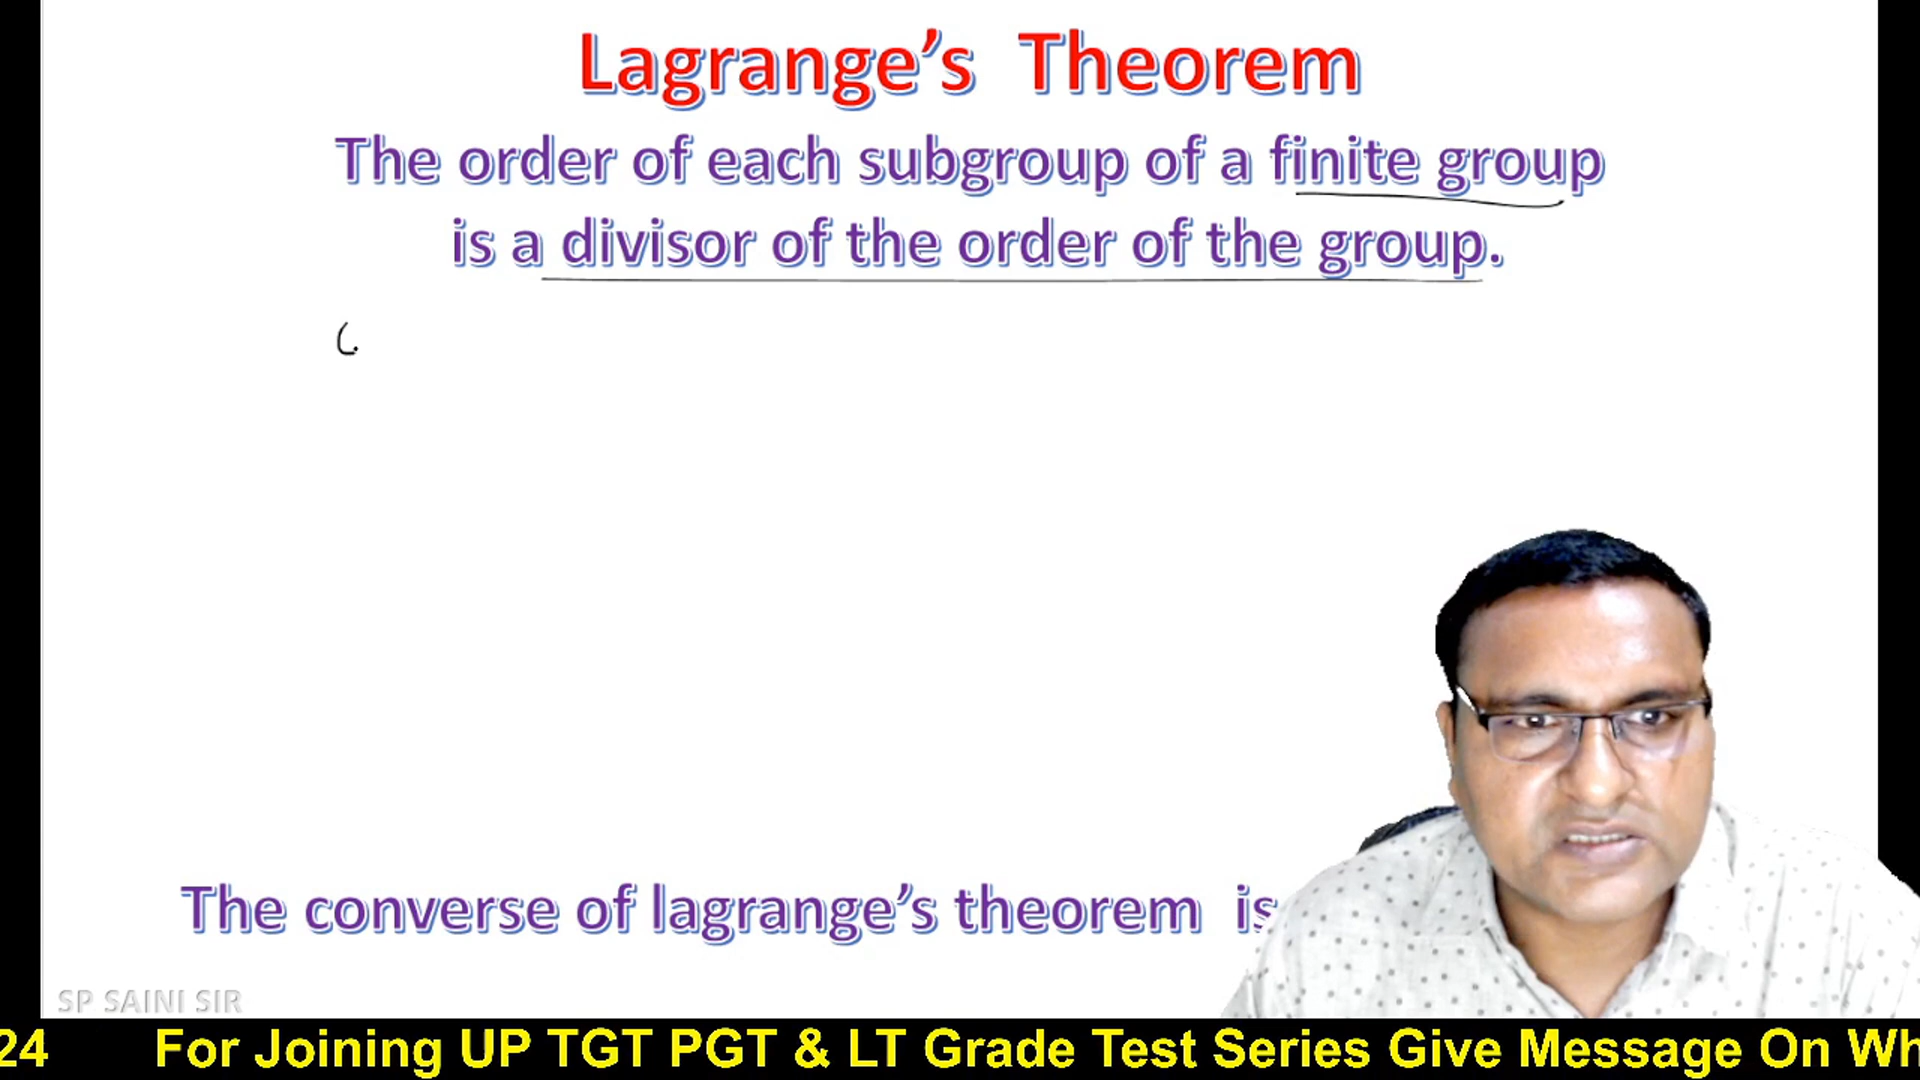 Lagrange’s Theorem
The order of each subgroup of a finite group
is a divisor of the order of the group.
The converse of lagrange’s theorem is
SP SAINI SIR
24 For Joining UP TGT PGT & LT Grade Test Series Give Message On Wh